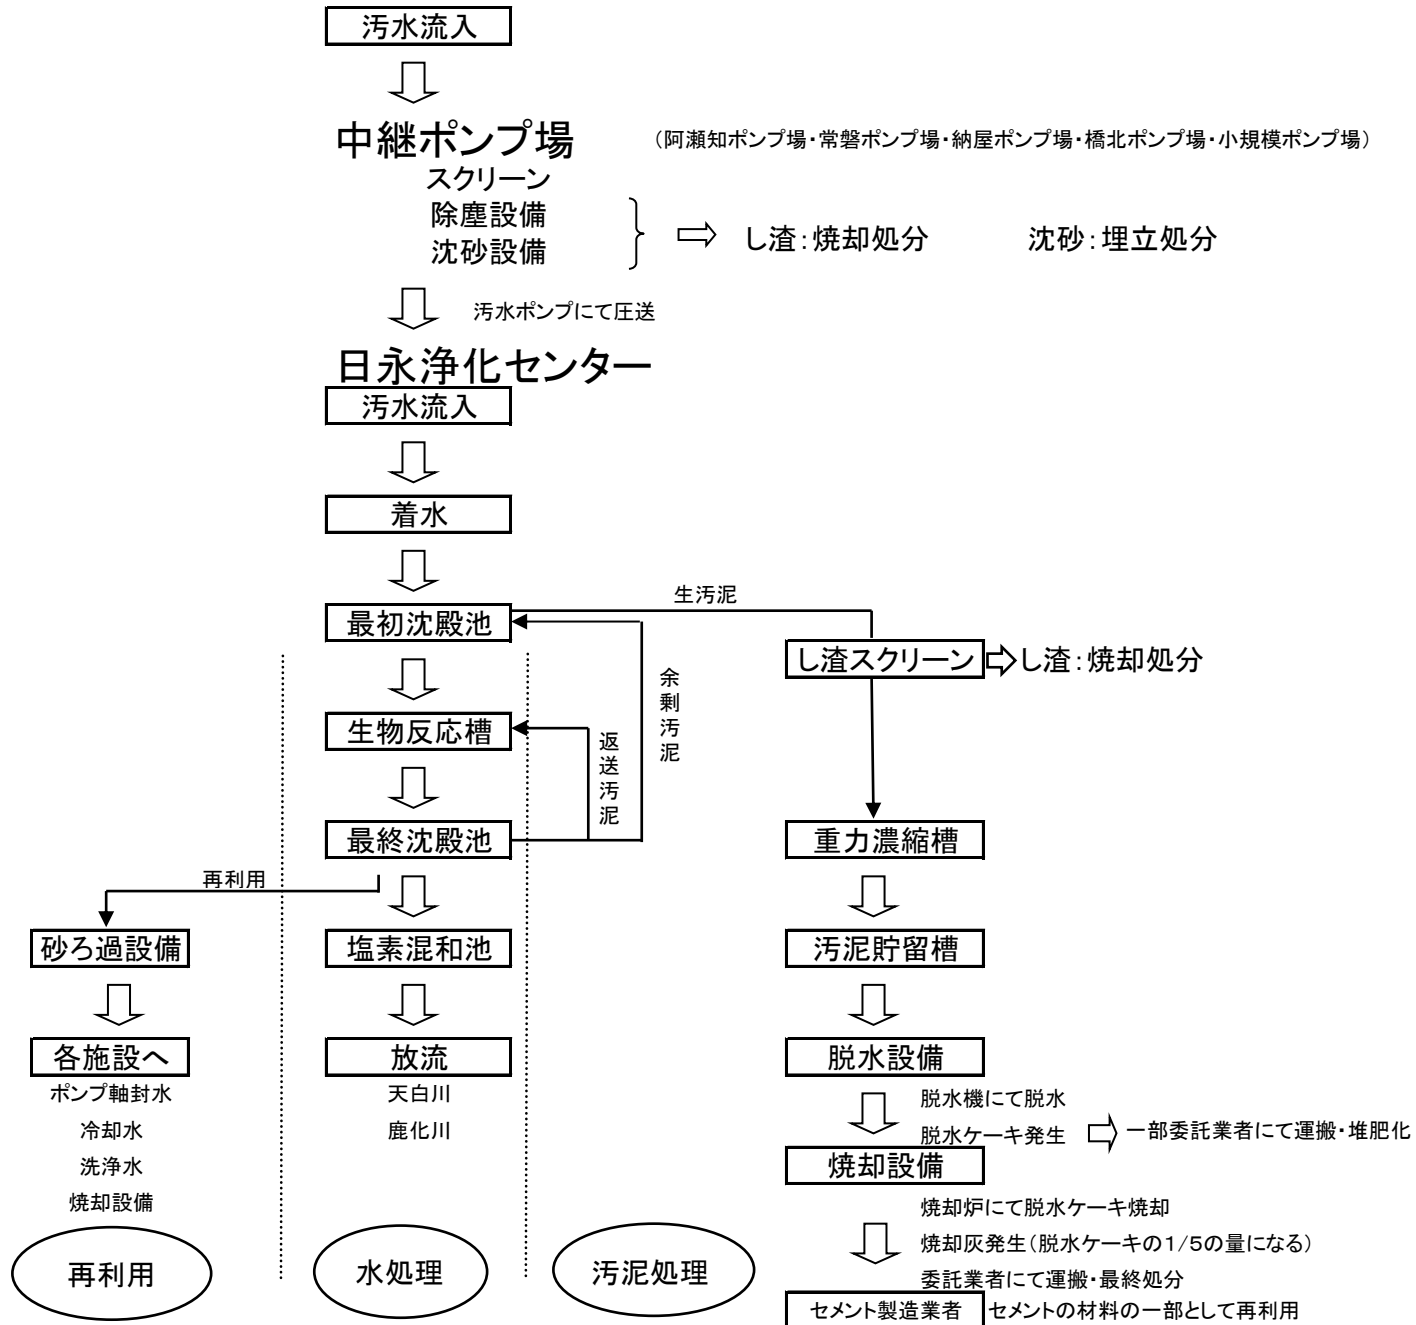 汚水流入
中継ポンプ場
(阿瀬知ポンプ場・常磐ポンプ場・納屋ポンプ場・橋北ポンプ場・小規模ポンプ場)
スクリーン
除塵設備
沈砂設備
し渣:焼却処分
沈砂:埋立処分
汚水ポンプにて圧送
日永浄化センター
汚水流入
着水
最初沈殿池
生汚泥
し渣スクリーン
し渣:焼却処分
余剰汚泥
生物反応槽
返送汚泥
最終沈殿池
重力濃縮槽
再利用
砂ろ過設備
塩素混和池
汚泥貯留槽
各施設へ
放流
脱水設備
ポンプ軸封水
天白川
脱水機にて脱水
冷却水
鹿化川
脱水ケーキ発生
一部委託業者にて運搬・堆肥化
洗浄水
焼却設備
焼却設備
焼却炉にて脱水ケーキ焼却
焼却灰発生(脱水ケーキの1/5の量になる)
委託業者にて運搬・最終処分
再利用
水処理
汚泥処理
セメント製造業者
セメントの材料の一部として再利用